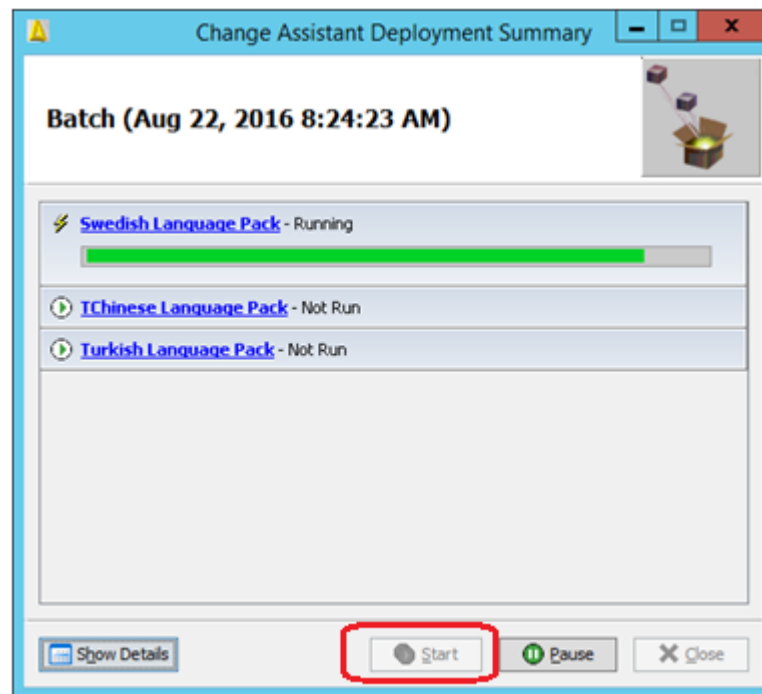 Change Assistant Deployment Summary
Batch (Aug 22, 2016 8:24:23 AM)
Swedish Language Pack - Running
TChinese Language Pack - Not Run
Turkish Language Pack - Not Run
Show Details Start Pause Close